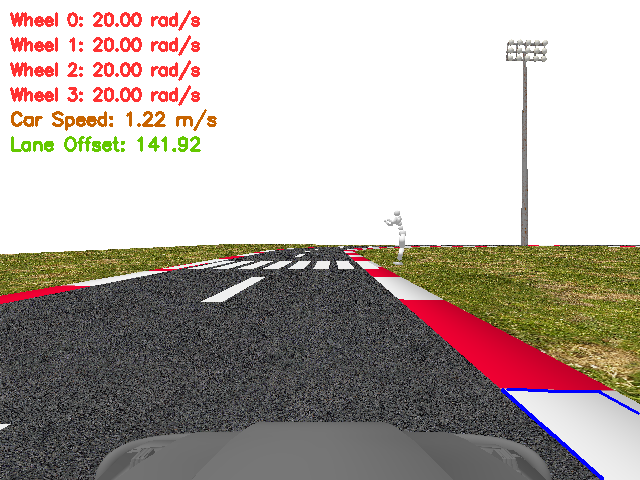 Wheel 0: 20.00 rad/s
Wheel 1: 20.00 rad/s
Wheel 2: 20.00 rad/s
Wheel 3: 20.00 rad/s
Car Speed: 1.22 m/s
Lane Offset: 141.92